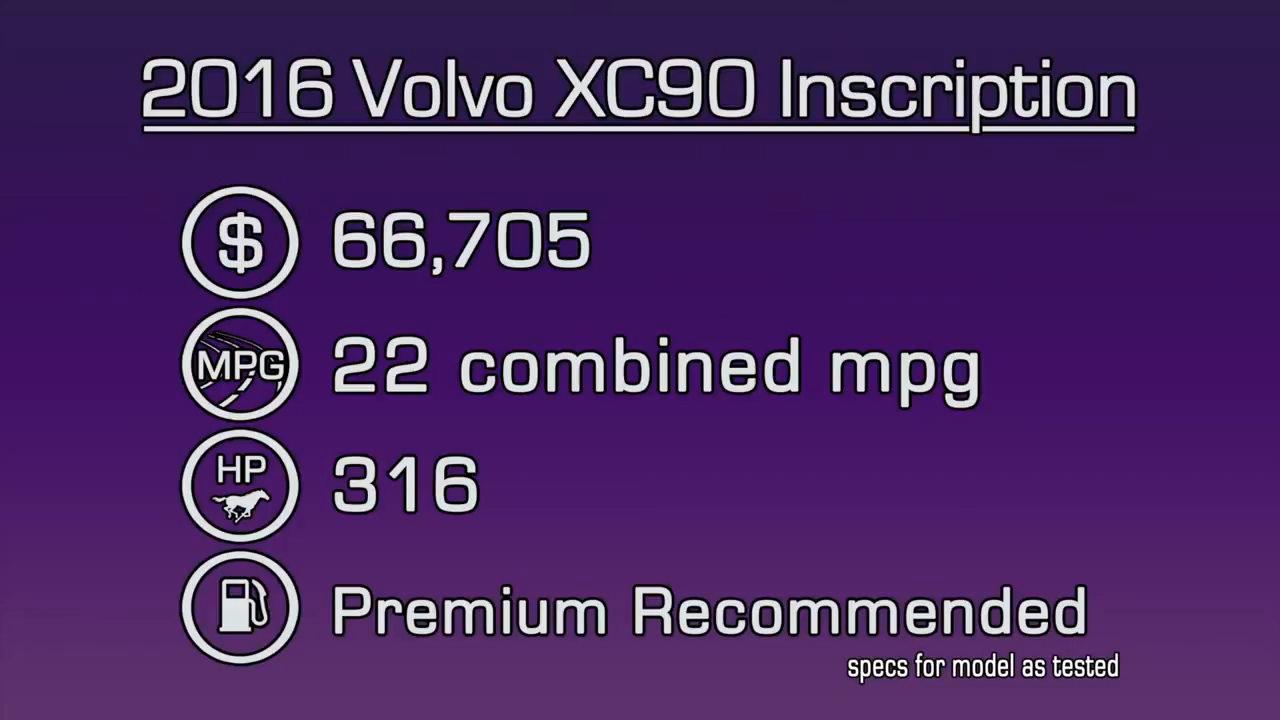 2016 Volvo XC90 Inscription
$ 66,705
MPG 22 combined mpg
HP 316
Premium Recommended
specs for model as tested